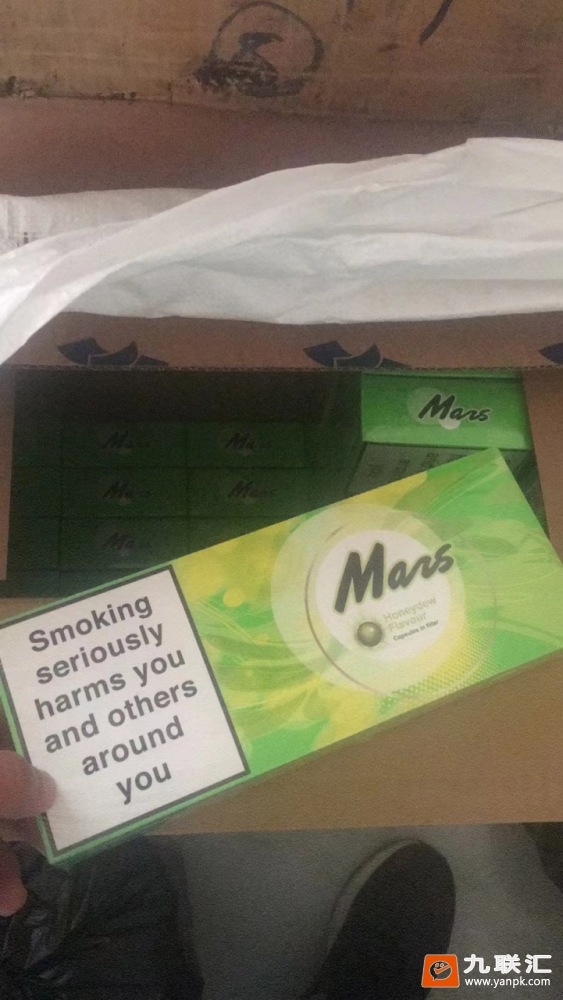 Mars
Mars
Mars
Mars
Mars
Mars
Mars
Honeydew
Flavour
Capsules in filter
Smoking
seriously
harms you
and others
around
you
九联汇
www.yanpk.com